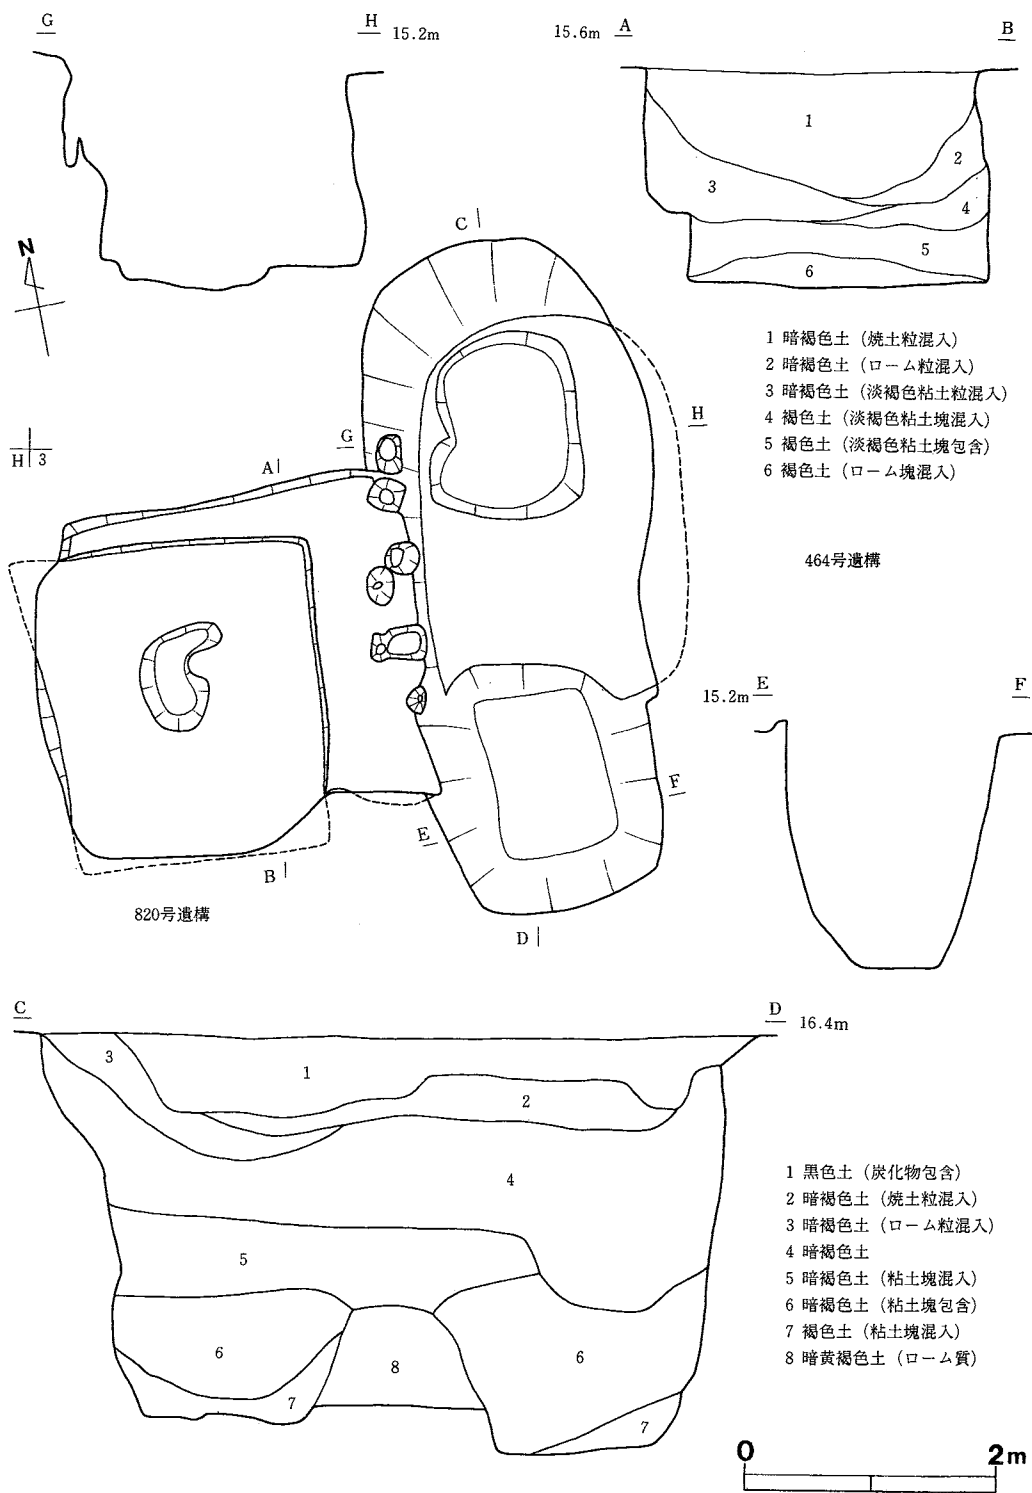 G H 15.2m 15.6m A B
1
2
3
4
5
6
C
N
1 暗褐色土 (焼土粒混入)
2 暗褐色土 (ローム粒混入)
3 暗褐色土 (淡褐色粘土粒混入)
4 褐色土 (淡褐色粘土塊混入)
5 褐色土 (淡褐色粘土塊包含)
6 褐色土 (ローム塊混入)
H
G
H 3
A
464号遺構
15.2m E F
F
E
B
820号遺構
D
C D 16.4m
3
1
2
4
5
6
8
6
7
7
1 黒色土 (炭化物包含)
2 暗褐色土 (焼土粒混入)
3 暗褐色土 (ローム粒混入)
4 暗褐色土
5 暗褐色土 (粘土塊混入)
6 暗褐色土 (粘土塊包含)
7 褐色土 (粘土塊混入)
8 暗黄褐色土 (ローム質)
0 2m